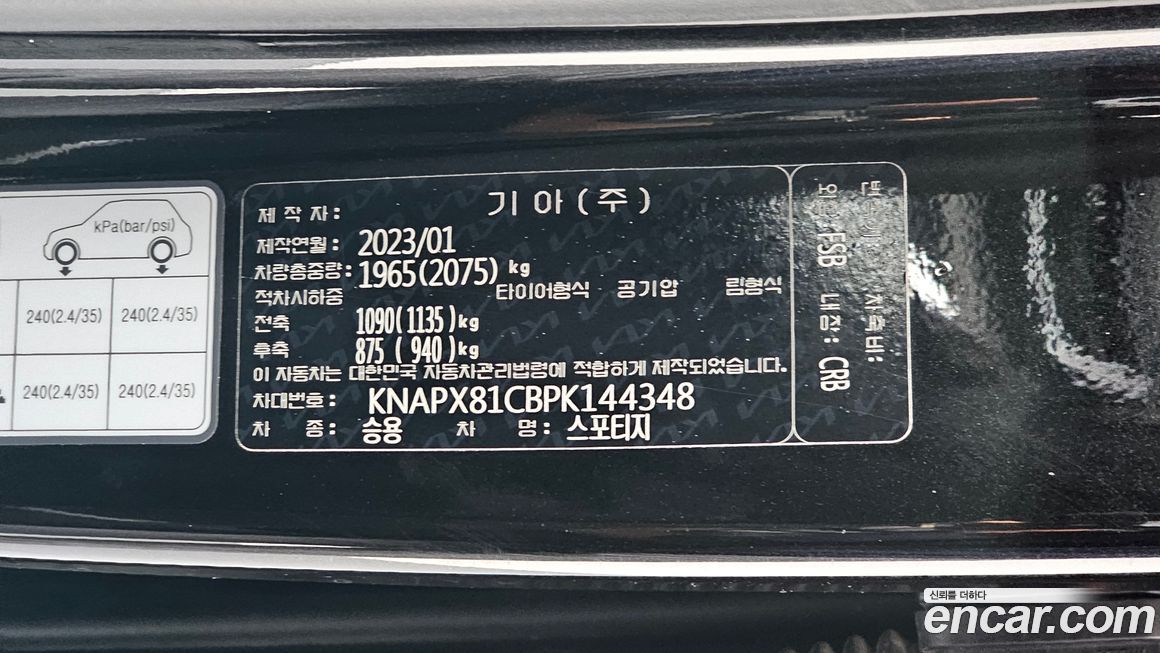 kPa(bar/psi)
240(2.4/35) 240(2.4/35)
240(2.4/35) 240(2.4/35)
제 작 자 : 기 아 ( 주 )
제작연월 : 2023/01
차량총중량 : 1965(2075) kg
적차시하중 타이어형식 공기압 림형식
전축 1090(1135)kg
후축 875 ( 940)kg
이 자동차는 대한민국 자동차관리법령에 적합하게 제작되었습니다.
차대번호 : KNAPX81CBPK144348
차 종 : 승용 차 명 : 스포티지
FSB 내장 : CRB
신뢰를 더하다
encar.com